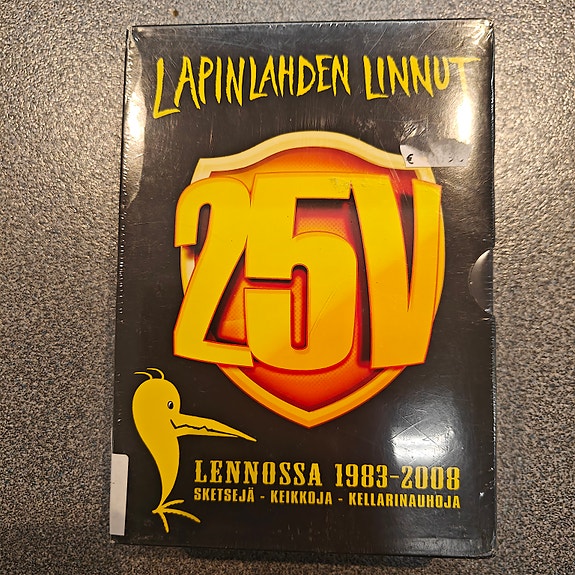 LAPINLAHDEN LINNUT
€
25V
LENNOSSA 1983-2008
SKETSEJÄ - KEIKKOJA - KELLARINAUHOJA